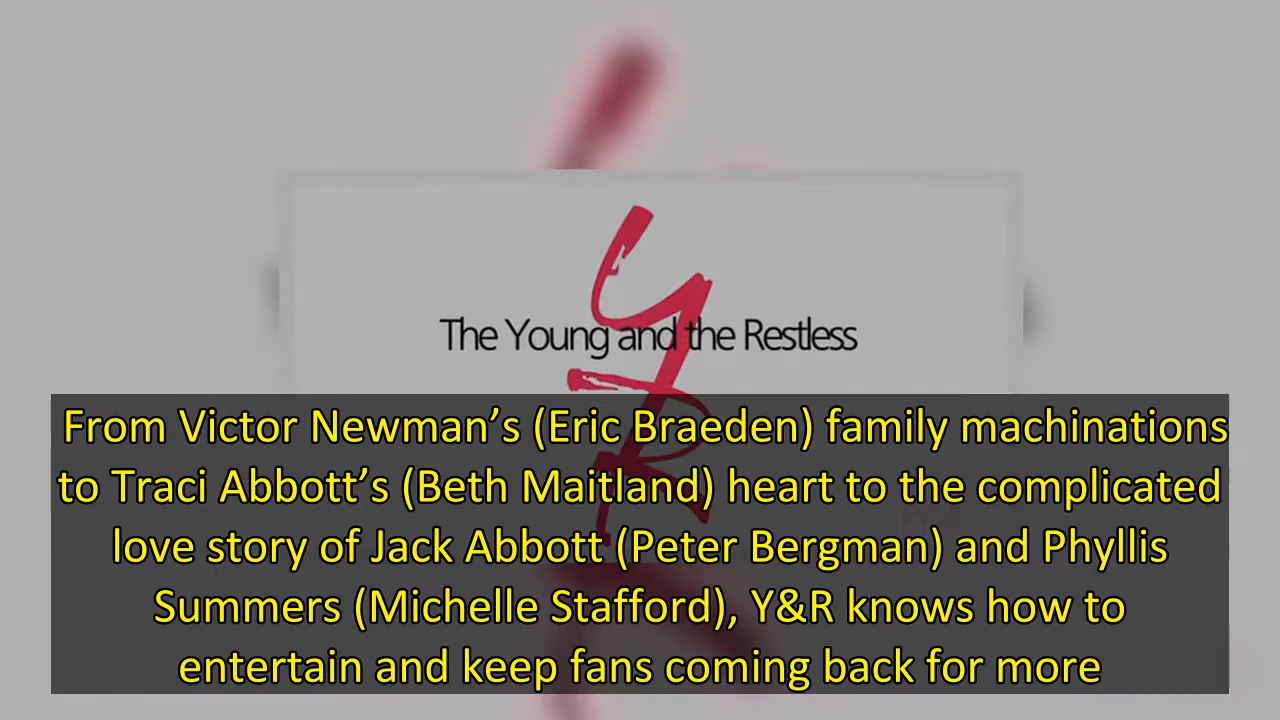 The Young and the Restless
From Victor Newman’s (Eric Braeden) family machinations
to Traci Abbott’s (Beth Maitland) heart to the complicated
love story of Jack Abbott (Peter Bergman) and Phyllis
Summers (Michelle Stafford), Y&R knows how to
entertain and keep fans coming back for more